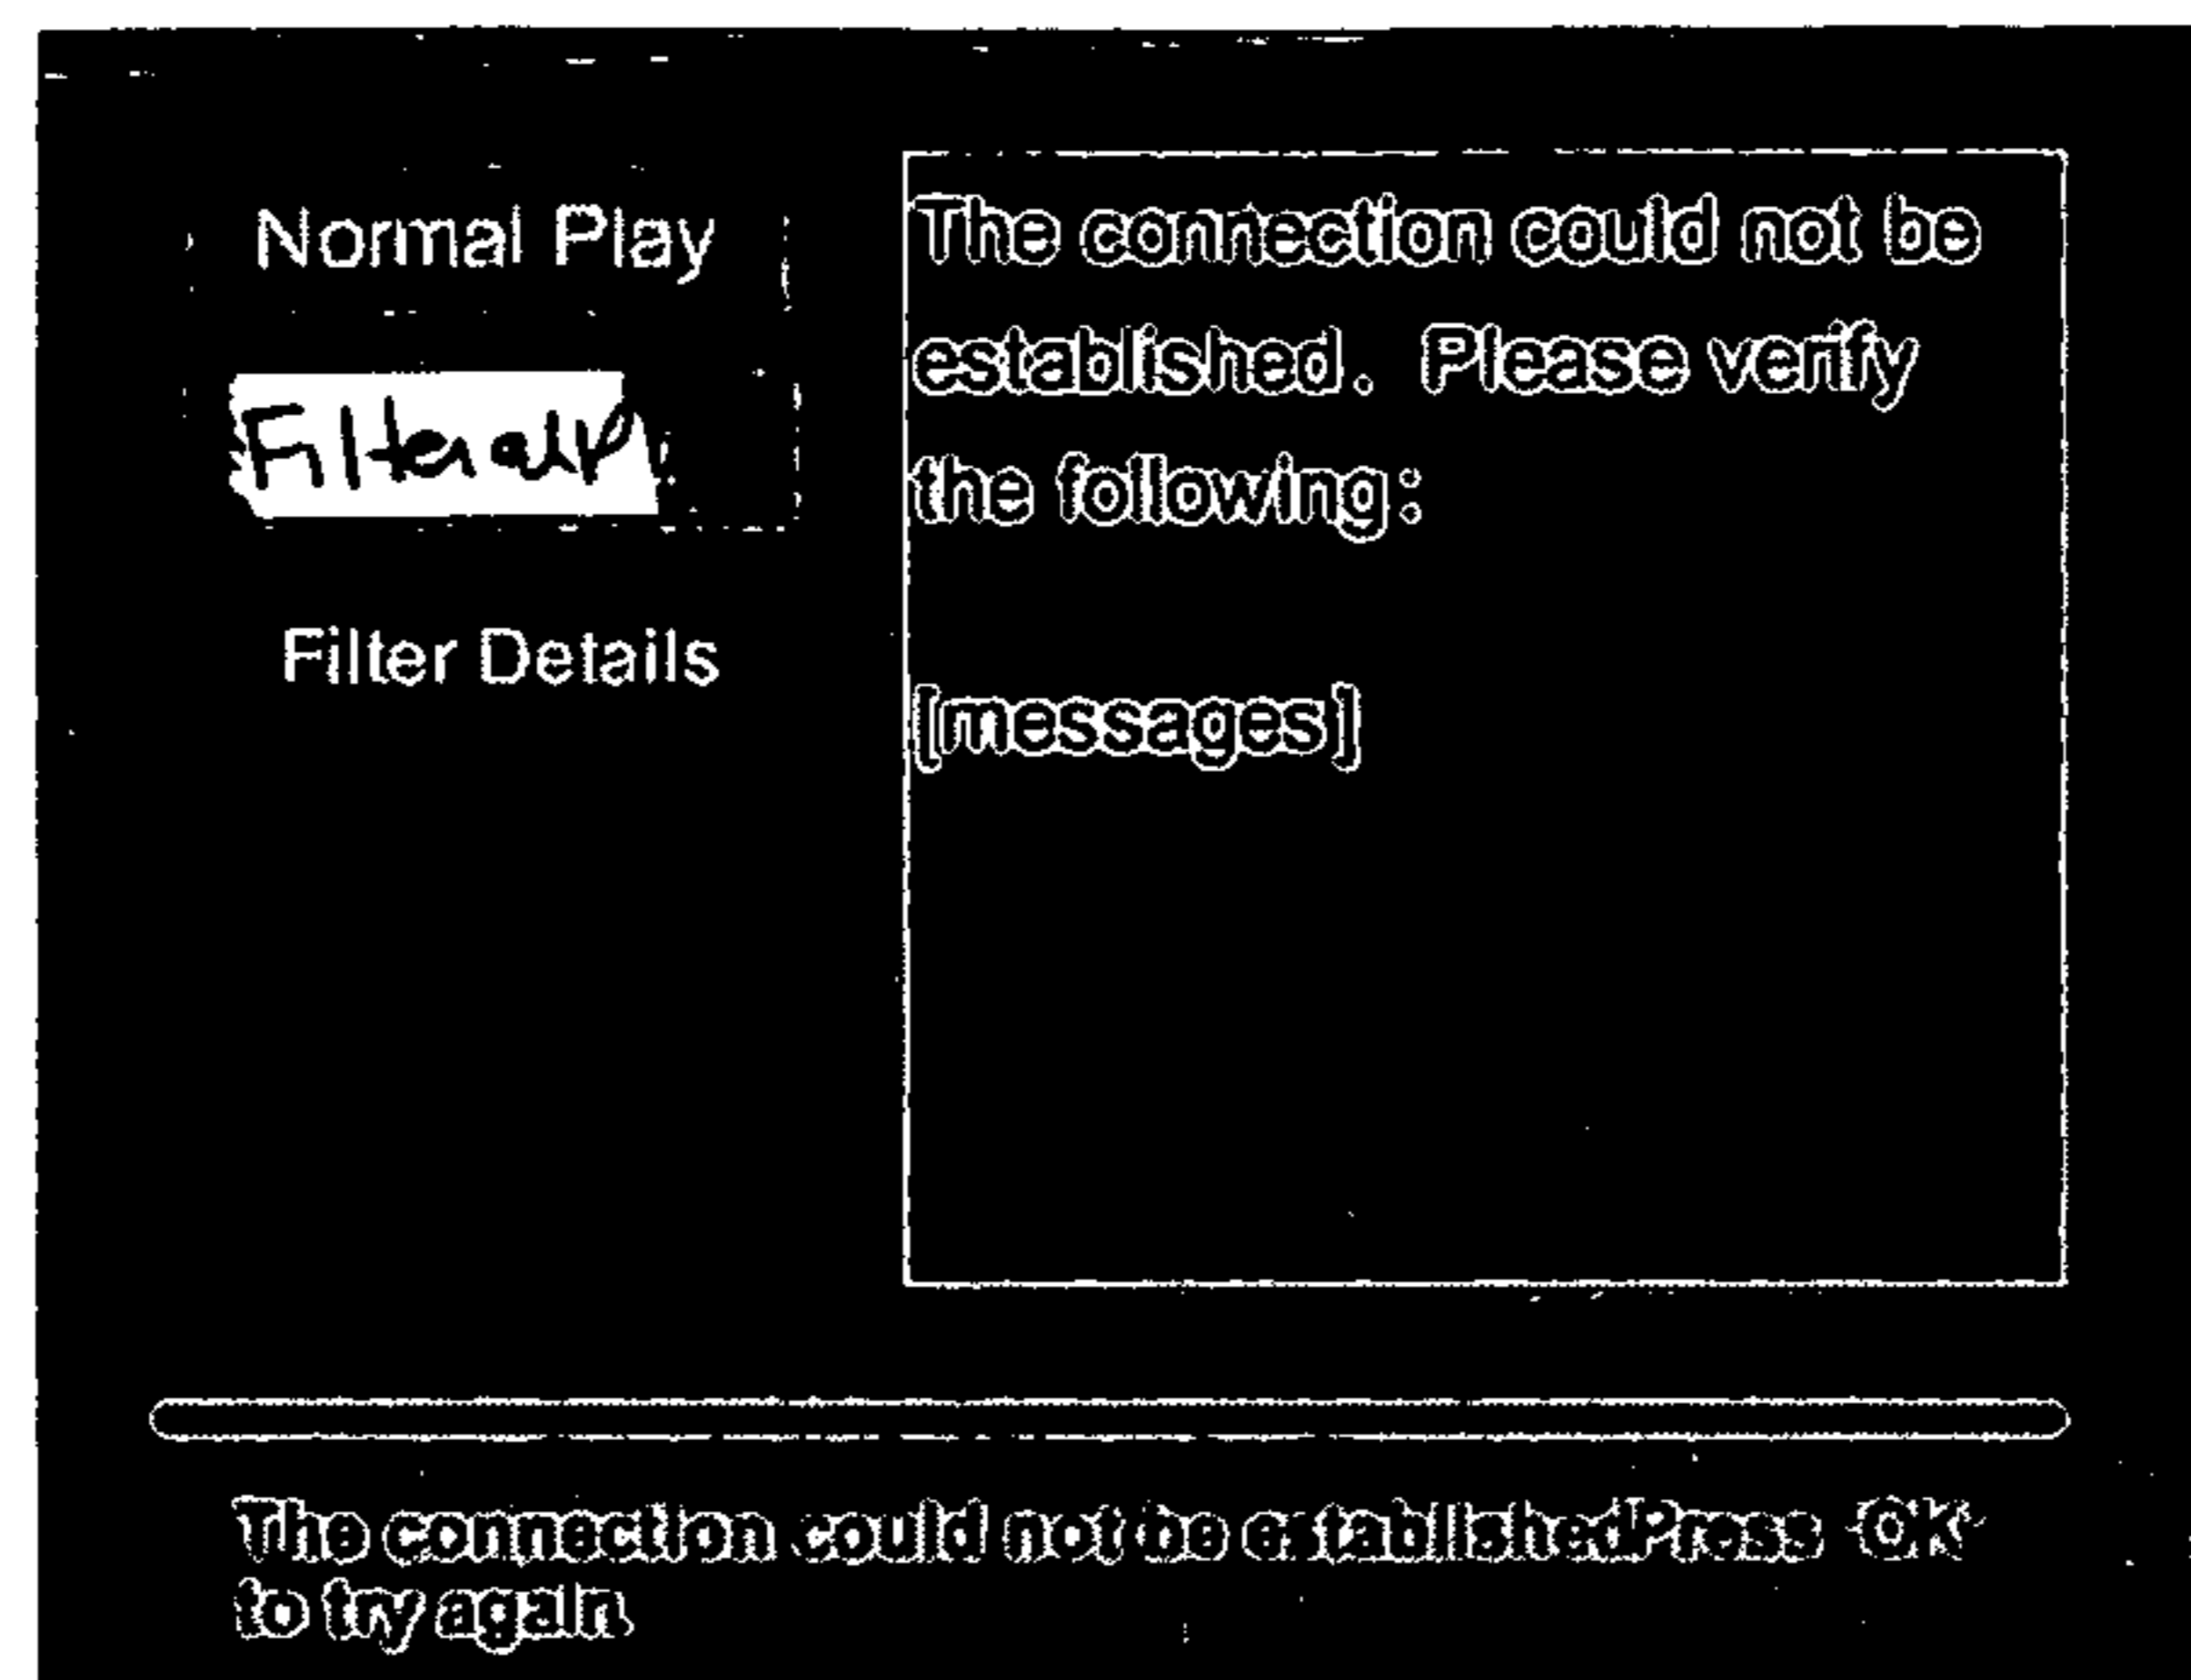 Normal Play
Filter
Filter Details
The connection could not be
established. Please verify
the following:
[messages]
The connection could not be establishedPress OK
to try again